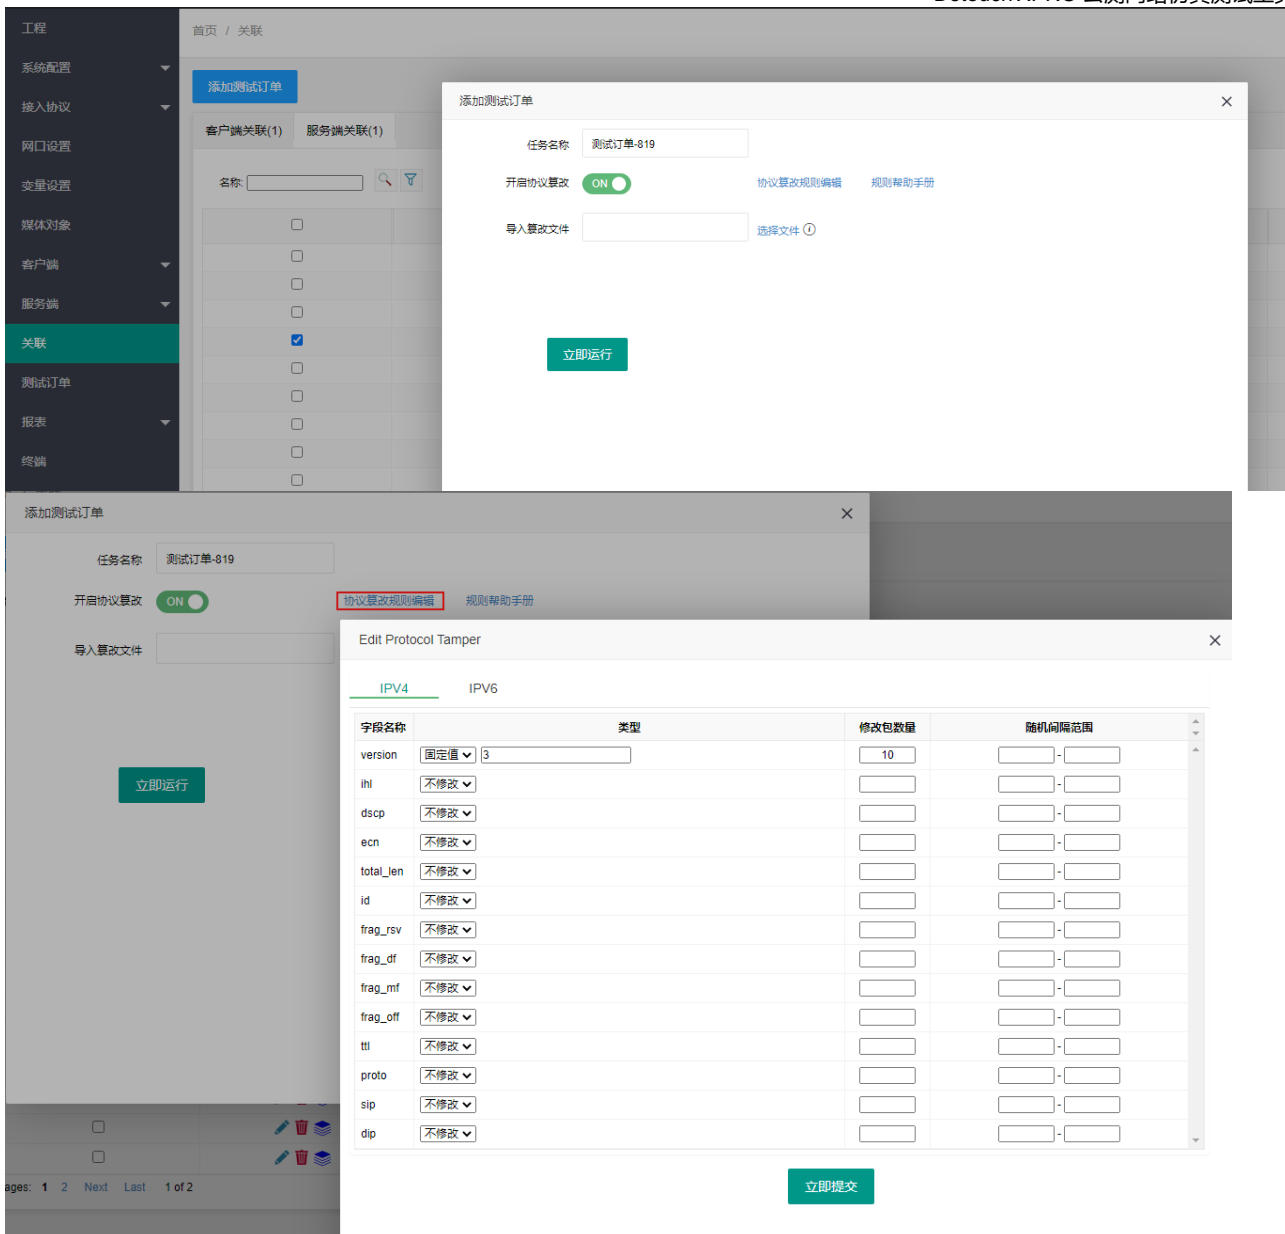 工程
首页 / 关联
系统配置
添加测试订单
接入协议
添加测试订单
客户端关联(1) 服务端关联(1)
任务名称 测试订单-819
网口设置
名称:
开启协议篡改 ON 协议篡改规则编辑 规则帮助手册
变量设置
媒体对象
导入篡改文件 选择文件
客户端
服务端
关联
立即运行
测试订单
报表
终端
添加测试订单
任务名称 测试订单-819
开启协议篡改 ON 协议篡改规则编辑 规则帮助手册
导入篡改文件
立即运行
Edit Protocol Tamper
IPV4 IPV6
字段名称 类型 修改包数量 随机间隔范围
version 固定值 3 10 -
ihl 不修改 -
dscp 不修改 -
ecn 不修改 -
total_len 不修改 -
id 不修改 -
frag_rsv 不修改 -
frag_df 不修改 -
frag_mf 不修改 -
frag_off 不修改 -
ttl 不修改 -
proto 不修改 -
sip 不修改 -
dip 不修改 -
ages: 1 2 Next Last 1 of 2
立即提交